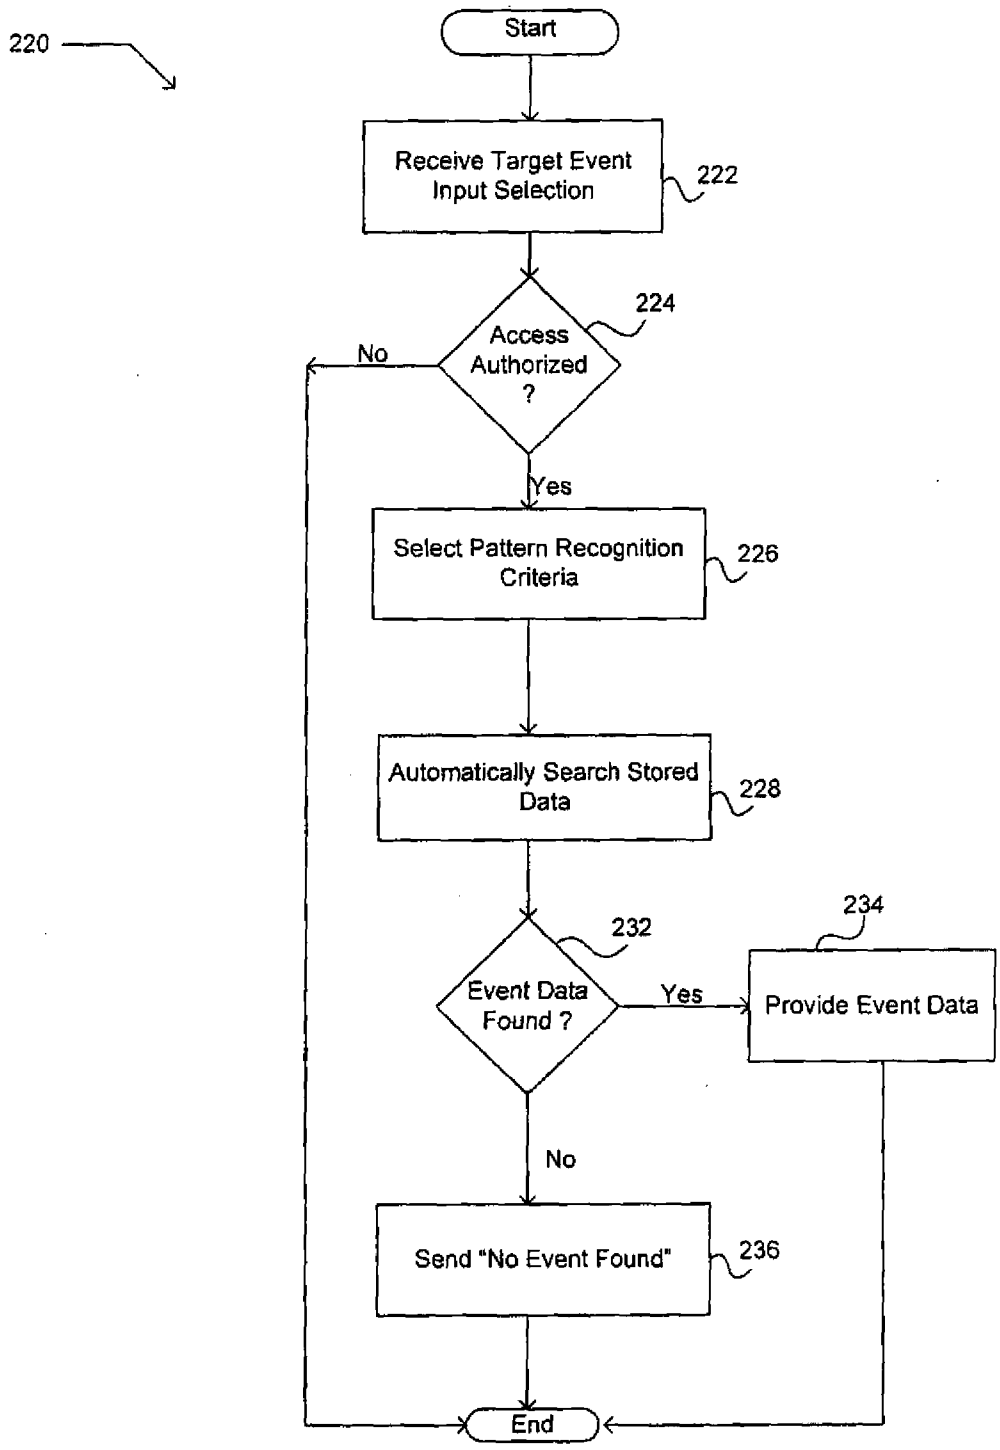 Start
220
Receive Target Event
Input Selection
222
224
Access
Authorized
?
No
Yes
Select Pattern Recognition
Criteria
226
Automatically Search Stored
Data
228
232
234
Event Data
Found ?
Yes
Provide Event Data
No
Send “No Event Found”
236
End